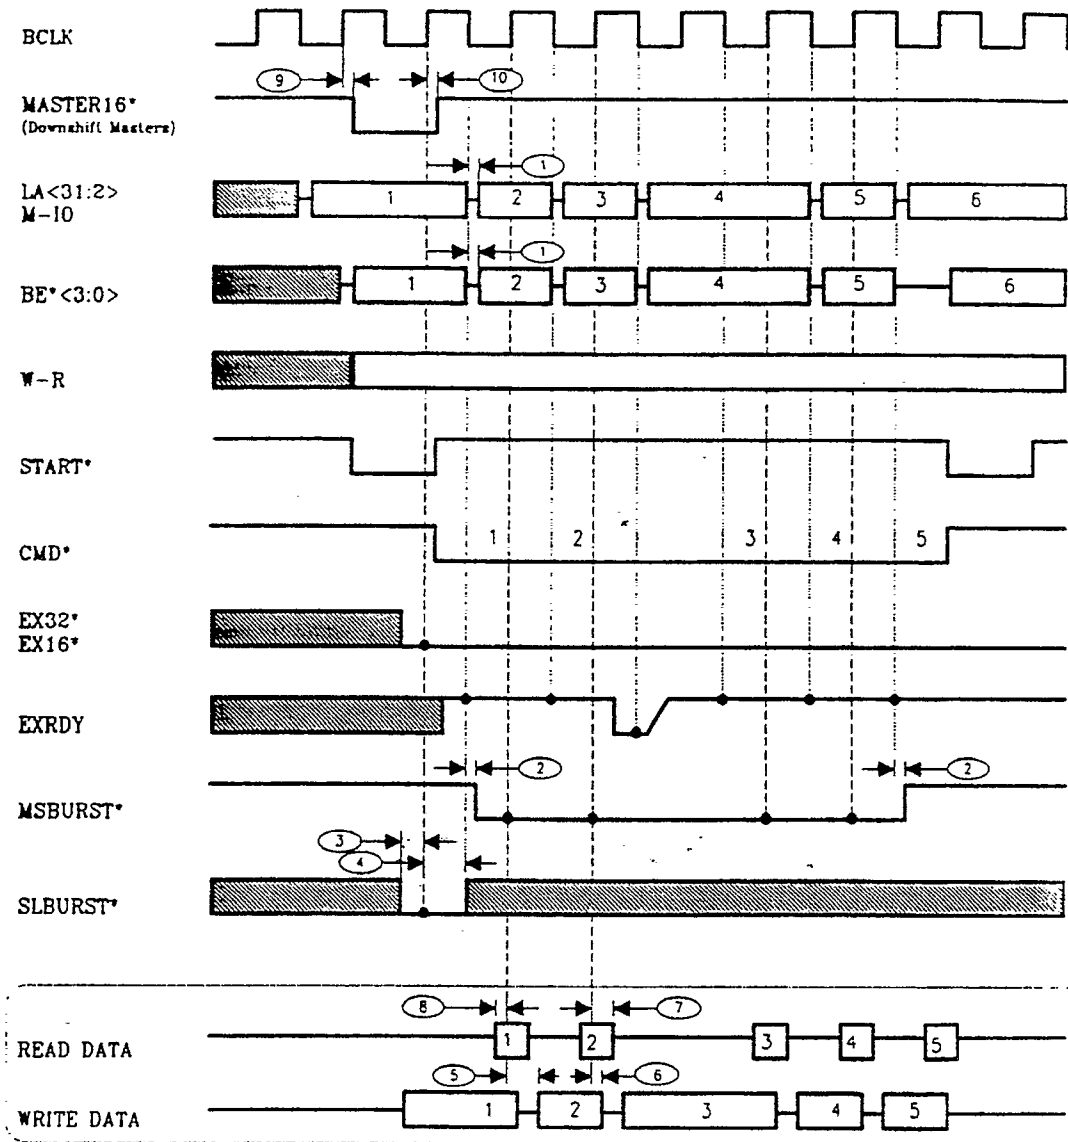 BCLK
9
10
MASTER16*
(Downshift Masters)
1
LA<31:2>
M-IO
1 2 3 4 5 6
1
BE*<3:0>
1 2 3 4 5 6
W-R
START*
CMD*
1 2 3 4 5
EX32*
EX16*
EXRDY
2 2
MSBURST*
3
4
SLBURST*
8 7
READ DATA
1 2 3 4 5
5 6
WRITE DATA
1 2 3 4 5